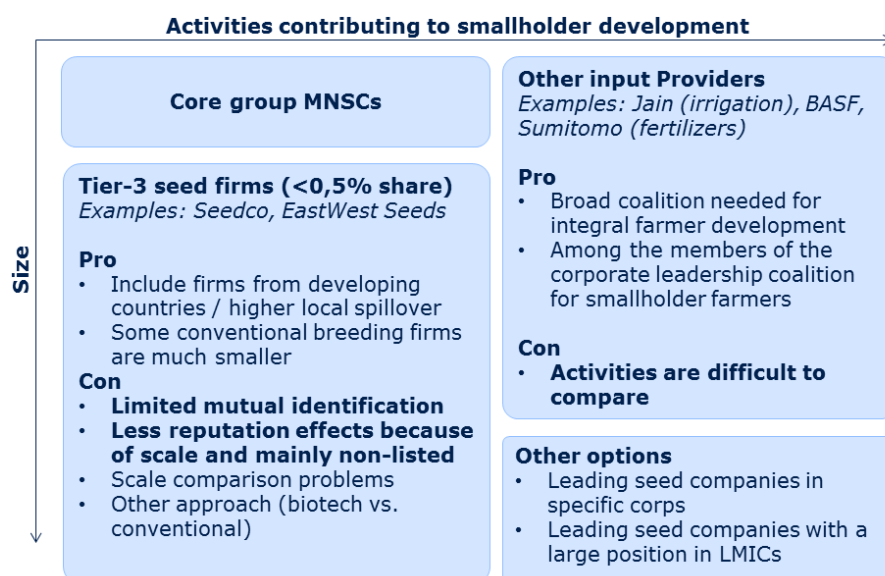 Activities contributing to smallholder development
Size
Core group MNSCs
Tier-3 seed firms (<0,5% share)
Examples: Seedco, EastWest Seeds
Pro
• Include firms from developing
countries / higher local spillover
• Some conventional breeding firms
are much smaller
Con
• Limited mutual identification
• Less reputation effects because
of scale and mainly non-listed
• Scale comparison problems
• Other approach (biotech vs.
conventional)
Other input Providers
Examples: Jain (irrigation), BASF,
Sumitomo (fertilizers)
Pro
• Broad coalition needed for
integral farmer development
• Among the members of the
corporate leadership coalition
for smallholder farmers
Con
• Activities are difficult to
compare
Other options
• Leading seed companies in
specific corps
• Leading seed companies with a
large position in LMICs